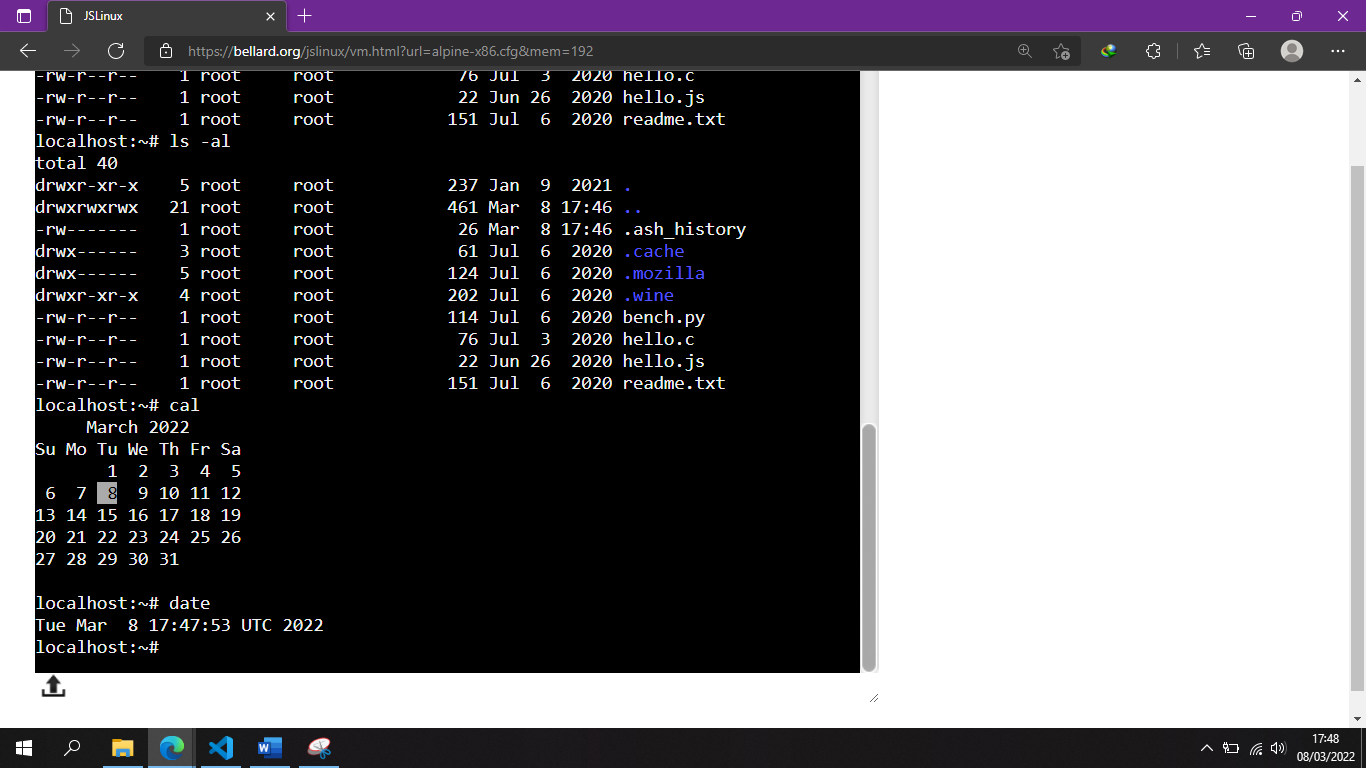 JSLinux
https://bellard.org/jslinux/vm.html?url=alpine-x86.cfg&mem=192
-rw-r--r--    1 root     root            76 Jul  3  2020 hello.c
-rw-r--r--    1 root     root            22 Jun 26  2020 hello.js
-rw-r--r--    1 root     root           151 Jul  6  2020 readme.txt
localhost:~# ls -al
total 40
drwxr-xr-x    5 root     root           237 Jan  9  2021 .
drwxrwxrwx   21 root     root           461 Mar  8 17:46 ..
-rw-------    1 root     root            26 Mar  8 17:46 .ash_history
drwx------    3 root     root            61 Jul  6  2020 .cache
drwx------    5 root     root           124 Jul  6  2020 .mozilla
drwxr-xr-x    4 root     root           202 Jul  6  2020 .wine
-rw-r--r--    1 root     root           114 Jul  6  2020 bench.py
-rw-r--r--    1 root     root            76 Jul  3  2020 hello.c
-rw-r--r--    1 root     root            22 Jun 26  2020 hello.js
-rw-r--r--    1 root     root           151 Jul  6  2020 readme.txt
localhost:~# cal
     March 2022
Su Mo Tu We Th Fr Sa
       1  2  3  4  5
 6  7  8  9 10 11 12
13 14 15 16 17 18 19
20 21 22 23 24 25 26
27 28 29 30 31
localhost:~# date
Tue Mar  8 17:47:53 UTC 2022
localhost:~#
17:48
08/03/2022